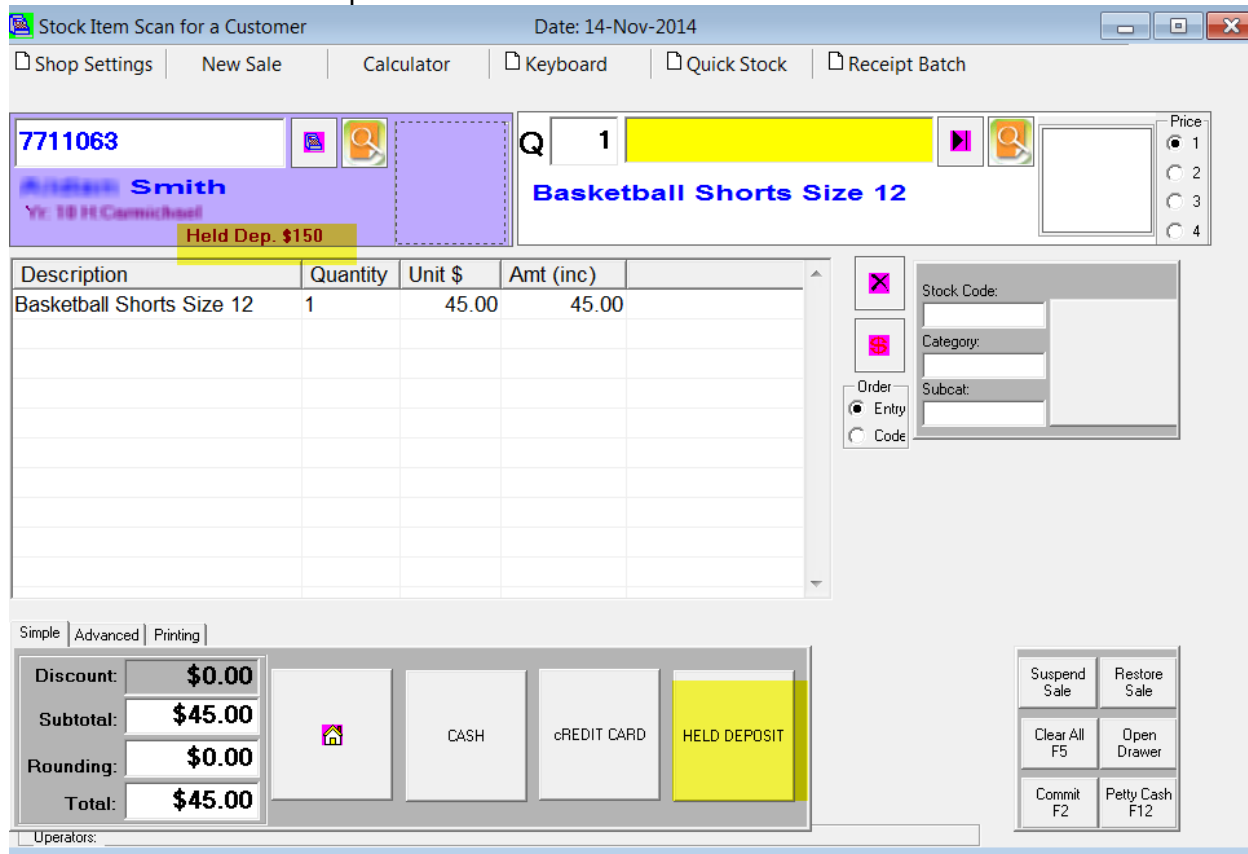 Stock Item Scan for a Customer Date: 14-Nov-2014
Shop Settings New Sale Calculator Keyboard Quick Stock Receipt Batch
7711063
Smith
Held Dep. $150
Q 1
Basketball Shorts Size 12
Price
1
2
3
4
Description Quantity Unit $ Amt (inc)
Basketball Shorts Size 12 1 45.00 45.00
Stock Code:
Category:
Subcat:
Order
Entry
Code
Simple Advanced Printing
Discount: $0.00
Subtotal: $45.00
Rounding: $0.00
Total: $45.00
CASH
cREDIT CARD
HELD DEPOSIT
Suspend
Sale
Restore
Sale
Clear All
F5
Open
Drawer
Commit
F2
Petty Cash
F12
Operators: